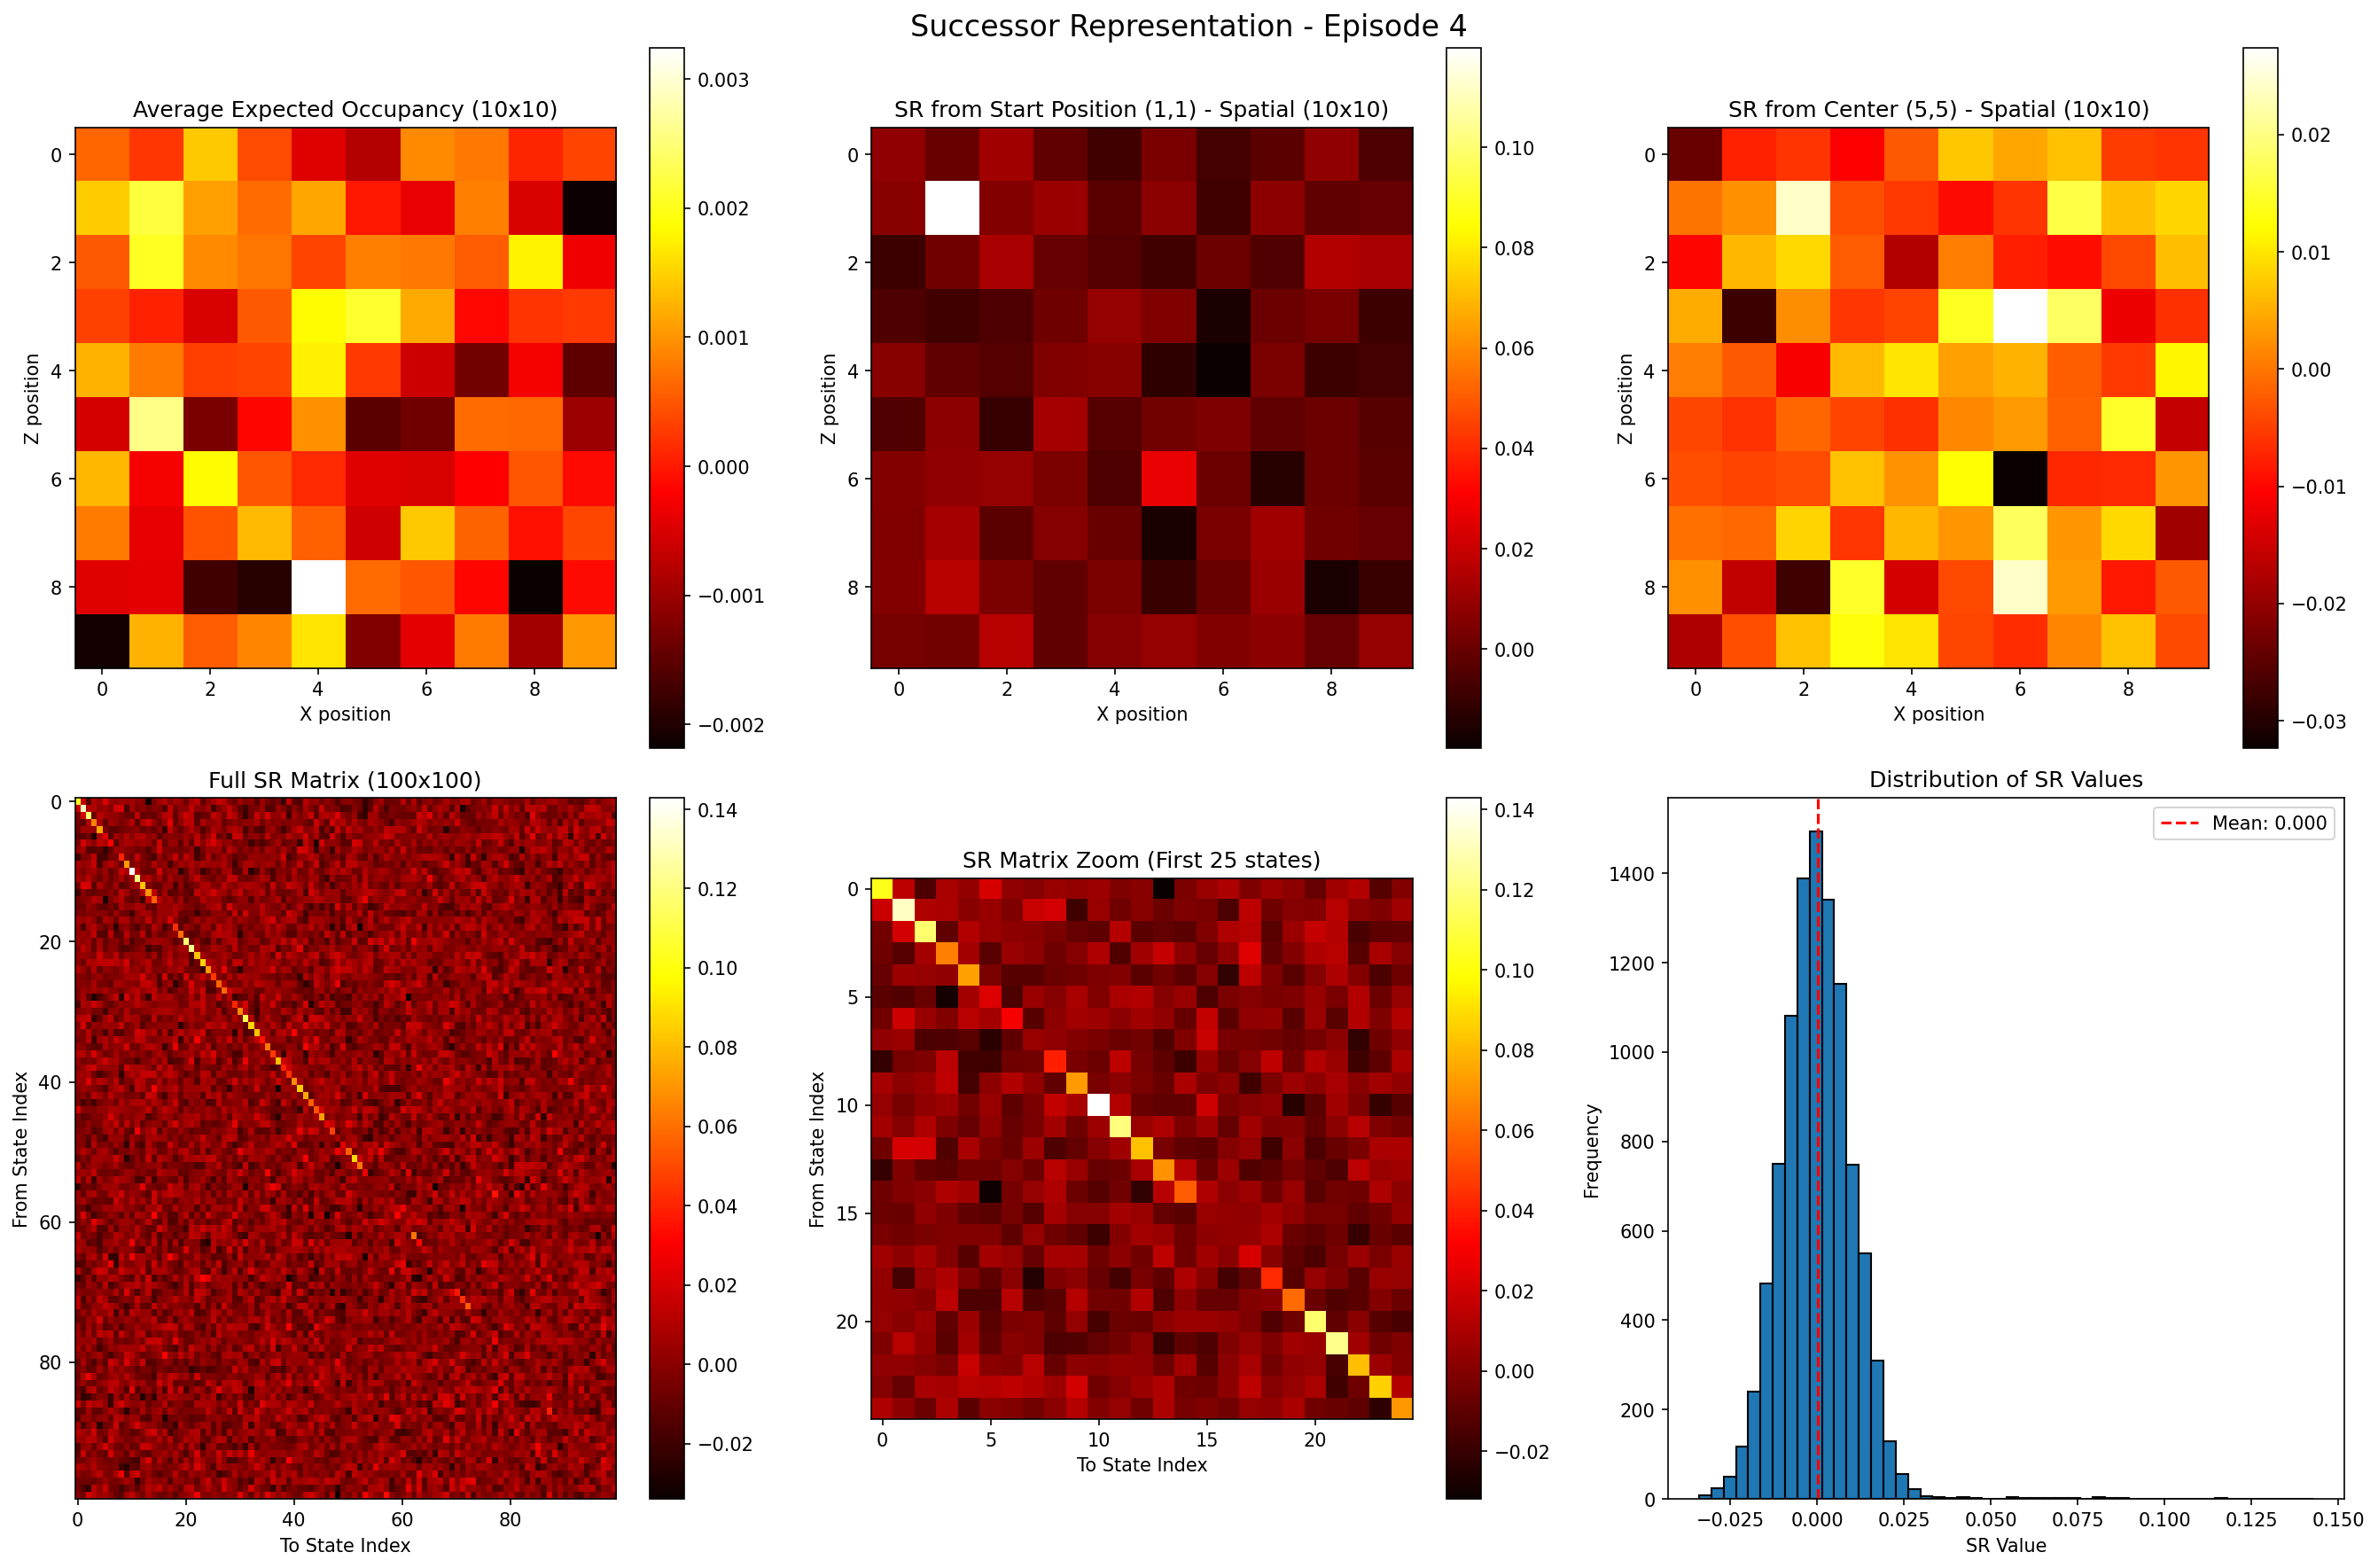 Successor Representation - Episode 4
Average Expected Occupancy (10x10)
Z position
0
2
4
6
8
0 2 4 6 8
X position
0.003
0.002
0.001
0.000
−0.001
−0.002
SR from Start Position (1,1) - Spatial (10x10)
Z position
0
2
4
6
8
0 2 4 6 8
X position
0.10
0.08
0.06
0.04
0.02
0.00
SR from Center (5,5) - Spatial (10x10)
Z position
0
2
4
6
8
0 2 4 6 8
X position
0.02
0.01
0.00
−0.01
−0.02
−0.03
Full SR Matrix (100x100)
From State Index
0
20
40
60
80
0 20 40 60 80
To State Index
0.14
0.12
0.10
0.08
0.06
0.04
0.02
0.00
−0.02
SR Matrix Zoom (First 25 states)
From State Index
0
5
10
15
20
0 5 10 15 20
To State Index
0.14
0.12
0.10
0.08
0.06
0.04
0.02
0.00
−0.02
Distribution of SR Values
Mean: 0.000
Frequency
1400
1200
1000
800
600
400
200
0
−0.025 0.000 0.025 0.050 0.075 0.100 0.125 0.150
SR Value